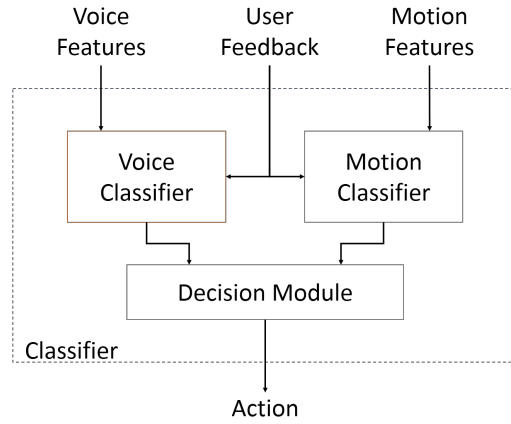 Voice
Features
User
Feedback
Motion
Features
Voice
Classifier
Motion
Classifier
Decision Module
Classifier
Action